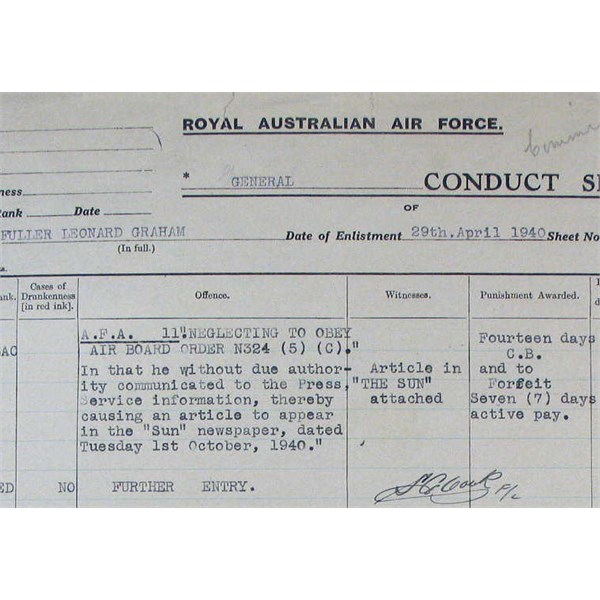 ROYAL AUSTRALIAN AIR FORCE.
* GENERAL CONDUCT
ness
Rank Date
OF
FULLER LEONARD GRAHAM Date of Enlistment 29th.April 1940 Sheet No
(In full.)
Cases of Drunkenness [in red ink].
Offence.
Witnesses.
Punishment Awarded.
A.F.A. 11"NEGLECTING TO OBEY
AIR BOARD ORDER N324 (5) (C)."
In that he without due author-
ity communicated to the Press,
Service information, thereby
causing an article to appear
in the "Sun" newspaper, dated
Tuesday 1st October, 1940."
Article in
"THE SUN"
attached
Fourteen days
C.B.
and to
Forfeit
Seven (7) days
active pay.
ED NO FURTHER ENTRY.